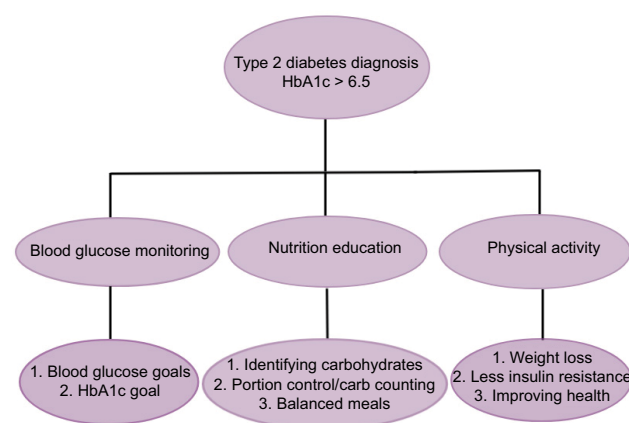 Type 2 diabetes diagnosis
HbA1c > 6.5
Blood glucose monitoring
Nutrition education
Physical activity
1. Blood glucose goals
2. HbA1c goal
1. Identifying carbohydrates
2. Portion control/carb counting
3. Balanced meals
1. Weight loss
2. Less insulin resistance
3. Improving health